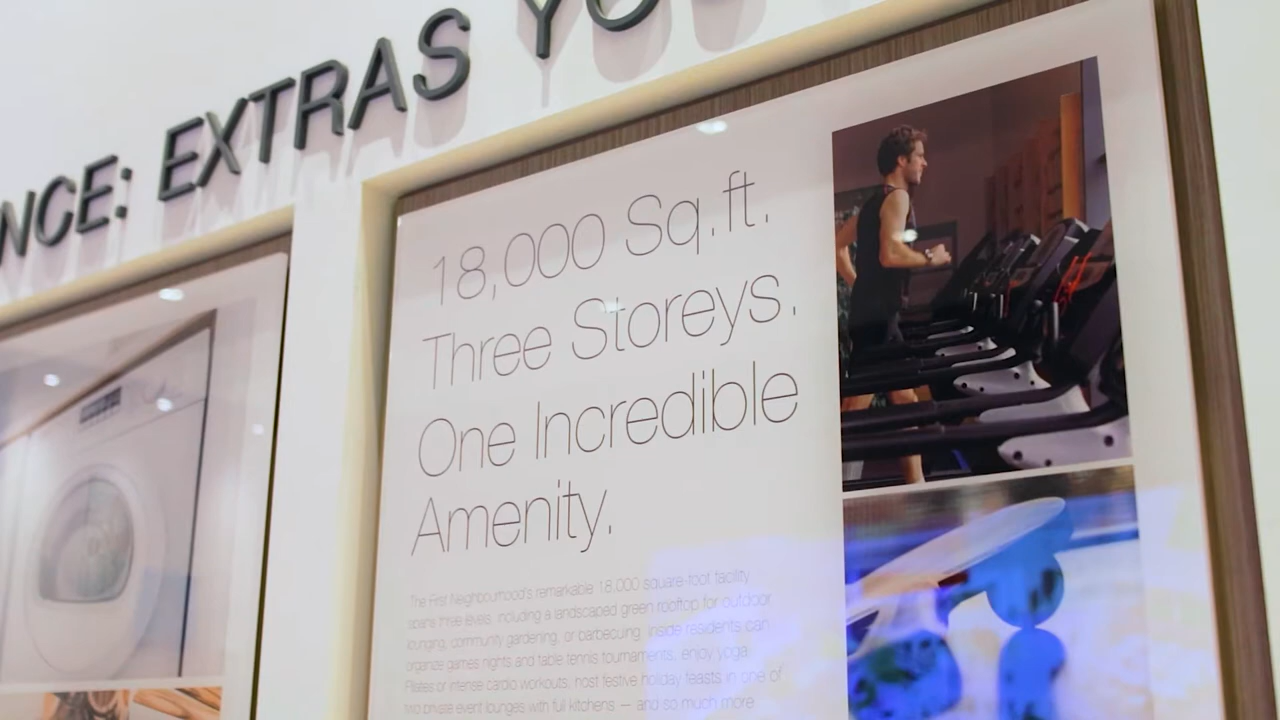 NCE: EXTRAS YOU
18,000 Sq.ft.
Three Storeys.
One Incredible
Amenity.
The First Neighbourhood's remarkable 18,000 square-foot facility
spans three levels, including a landscaped green rooftop for outdoor
lounging, community gardening, or barbecuing. Inside residents can
organize games nights and table tennis tournaments, enjoy yoga
Pilates or intense cardio workouts, host festive holiday feasts in one of
two private event lounges with full kitchens — and so much more